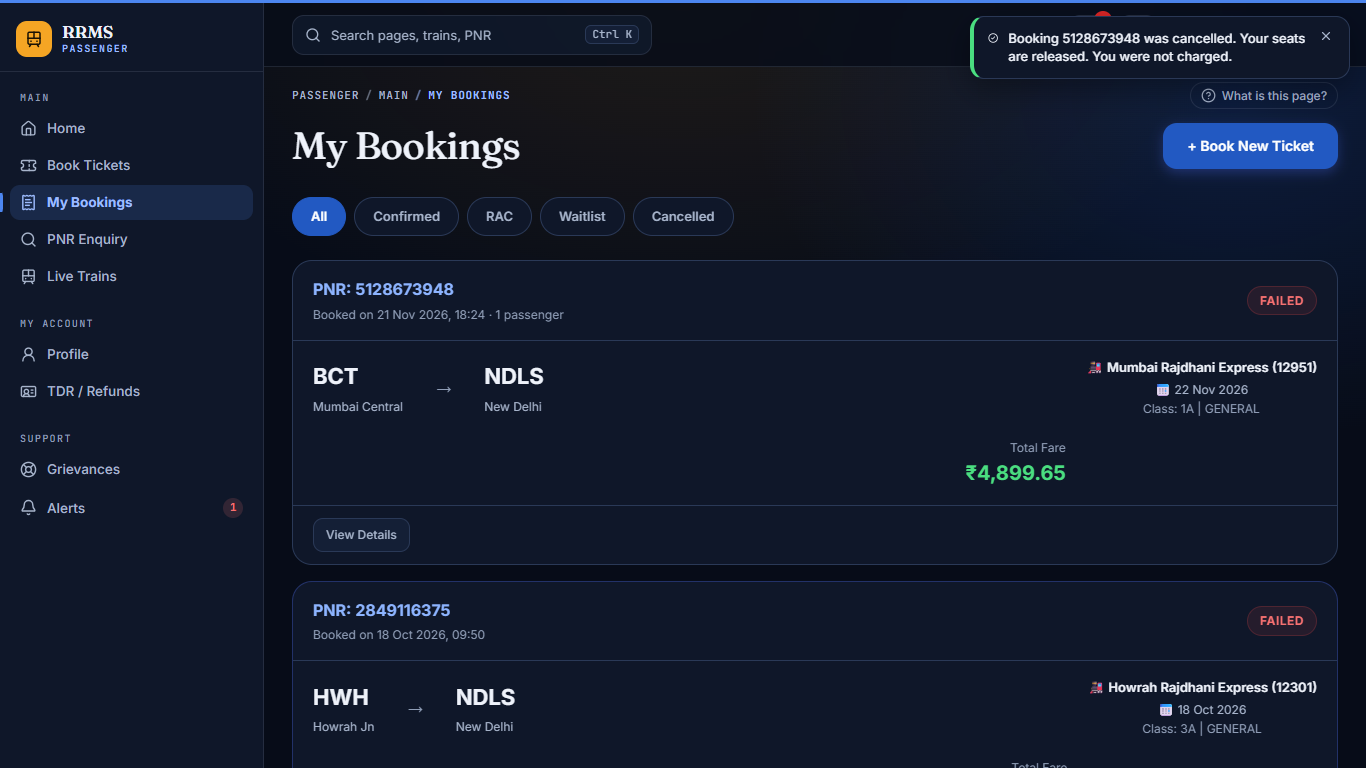 RRMS
PASSENGER
MAIN
Home
Book Tickets
My Bookings
PNR Enquiry
Live Trains
MY ACCOUNT
Profile
TDR / Refunds
SUPPORT
Grievances
Alerts 1
Search pages, trains, PNR Ctrl K
Booking 5128673948 was cancelled. Your seats
are released. You were not charged.
PASSENGER / MAIN / MY BOOKINGS
What is this page?
My Bookings
+ Book New Ticket
All Confirmed RAC Waitlist Cancelled
PNR: 5128673948
Booked on 21 Nov 2026, 18:24 · 1 passenger
FAILED
BCT → NDLS
Mumbai Central New Delhi
Mumbai Rajdhani Express (12951)
22 Nov 2026
Class: 1A | GENERAL
Total Fare
₹4,899.65
View Details
PNR: 2849116375
Booked on 18 Oct 2026, 09:50
FAILED
HWH → NDLS
Howrah Jn New Delhi
Howrah Rajdhani Express (12301)
18 Oct 2026
Class: 3A | GENERAL
Total Fare